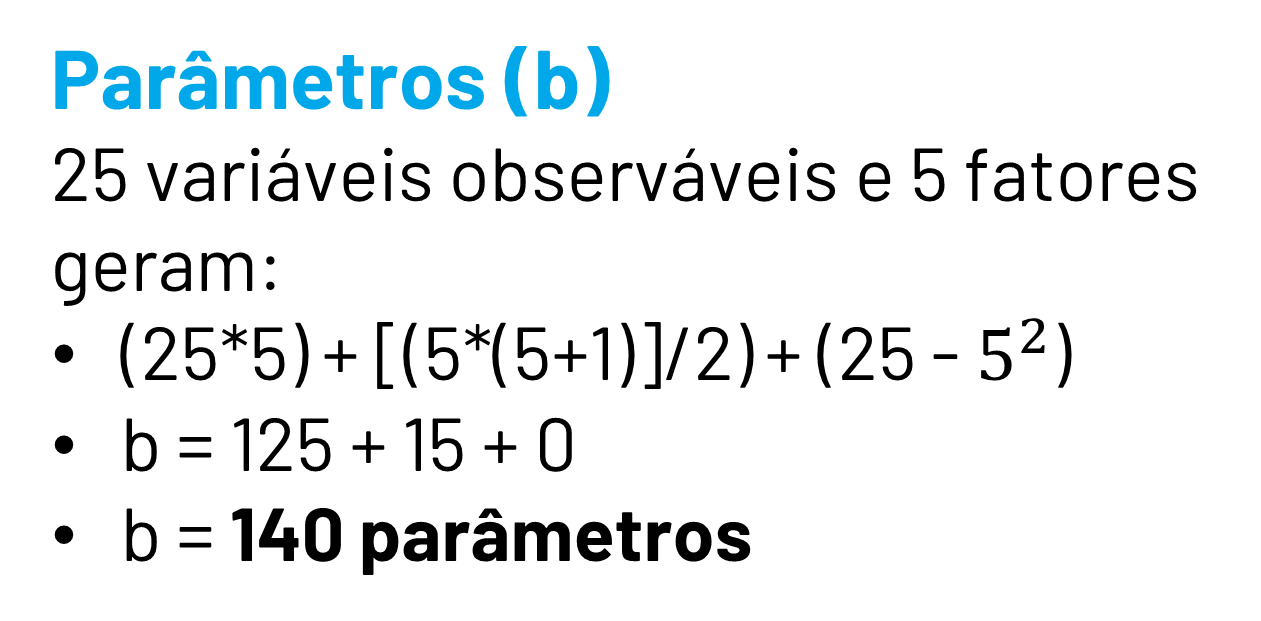 Parâmetros (b)
25 variáveis observáveis e 5 fatores
geram:
• (25*5) + [(5*(5+1)]/2) + (25 - 5²)
• b = 125 + 15 + 0
• b = 140 parâmetros